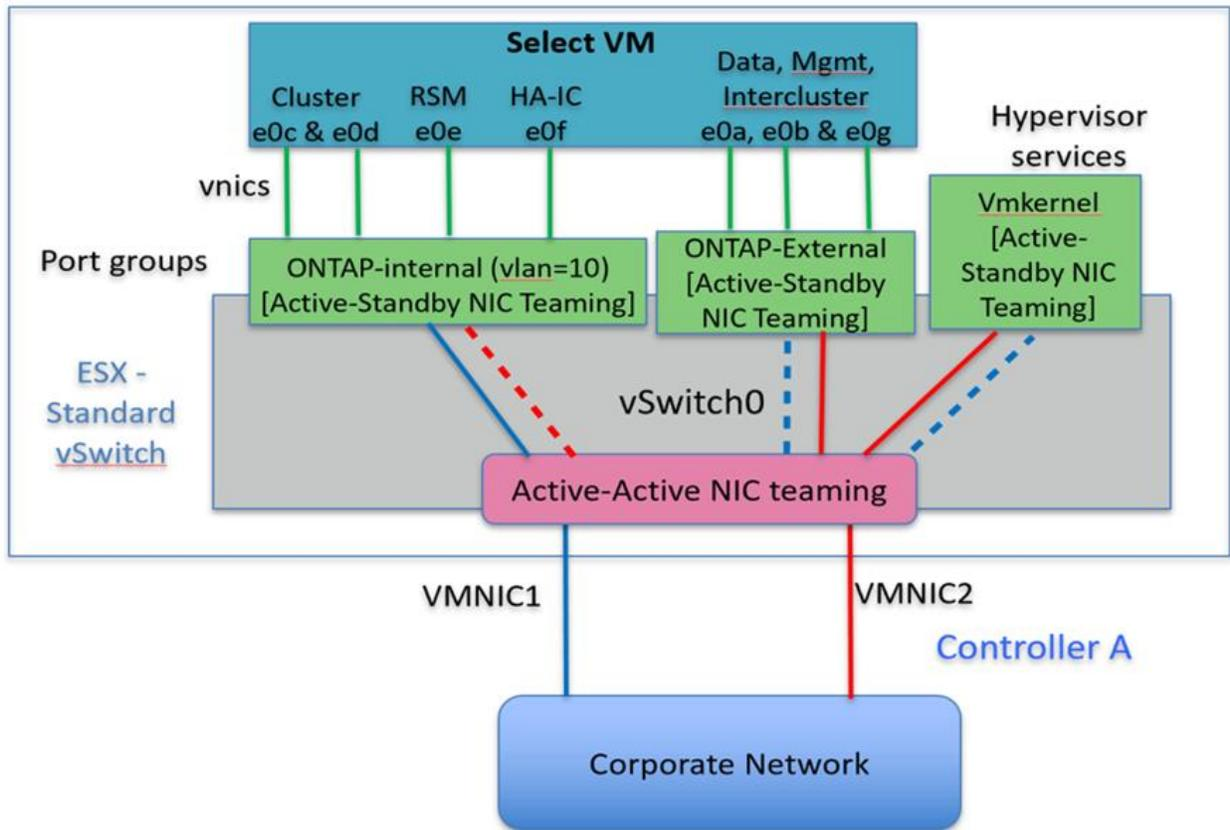 Select VM
Cluster
e0c & e0d
RSM
e0e
HA-IC
e0f
Data, Mgmt,
Intercluster
e0a, e0b & e0g
Hypervisor
services
vnics
Port groups
ONTAP-internal (vlan=10)
[Active-Standby NIC Teaming]
ONTAP-External
[Active-Standby
NIC Teaming]
Vmkernel
[Active-
Standby NIC
Teaming]
ESX -
Standard
vSwitch
vSwitch0
Active-Active NIC teaming
VMNIC1
VMNIC2
Controller A
Corporate Network